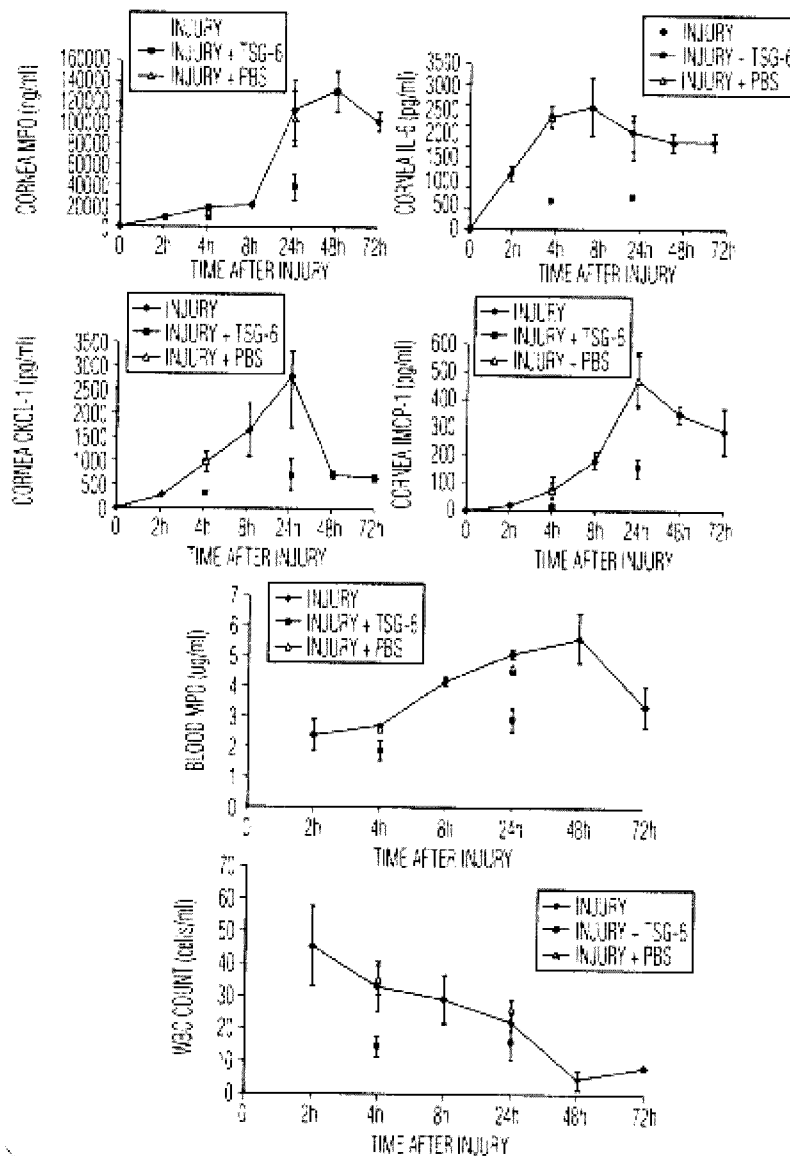 INJURY
INJURY + TSG-6
INJURY + PBS
CORNEA MPO (ng/ml)
160000
140000
120000
100000
80000
60000
40000
20000
0
0 2h 4h 8h 24h 48h 72h
TIME AFTER INJURY
INJURY
INJURY - TSG-6
INJURY + PBS
CORNEA IL-6 (pg/ml)
3500
3000
2500
2000
1500
1000
500
0
0 2h 4h 8h 24h 48h 72h
TIME AFTER INJURY
INJURY
INJURY + TSG-6
INJURY + PBS
CORNEA CXCL-1 (pg/ml)
3500
3000
2500
2000
1500
1000
500
0
0 2h 4h 8h 24h 48h 72h
TIME AFTER INJURY
INJURY
INJURY + TSG-6
INJURY + PBS
CORNEA IMCP-1 (pg/ml)
600
500
400
300
200
100
0
0 2h 4h 8h 24h 48h 72h
TIME AFTER INJURY
INJURY
INJURY + TSG-6
INJURY + PBS
BLOOD MPO (ug/ml)
7
6
5
4
3
2
1
0
0 2h 4h 8h 24h 48h 72h
TIME AFTER INJURY
INJURY
INJURY - TSG-6
INJURY + PBS
WBC COUNT (cells/ml)
70
60
50
40
30
20
10
0
0 2h 4h 8h 24h 48h 72h
TIME AFTER INJURY